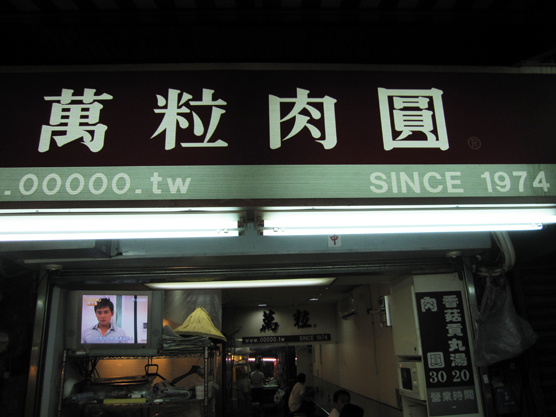 萬粒肉圓®
.00000.tw
SINCE 1974
萬粒
www.00000.tw
SINCE 1974
香菇貢丸湯 20
肉圓 30
營業時間